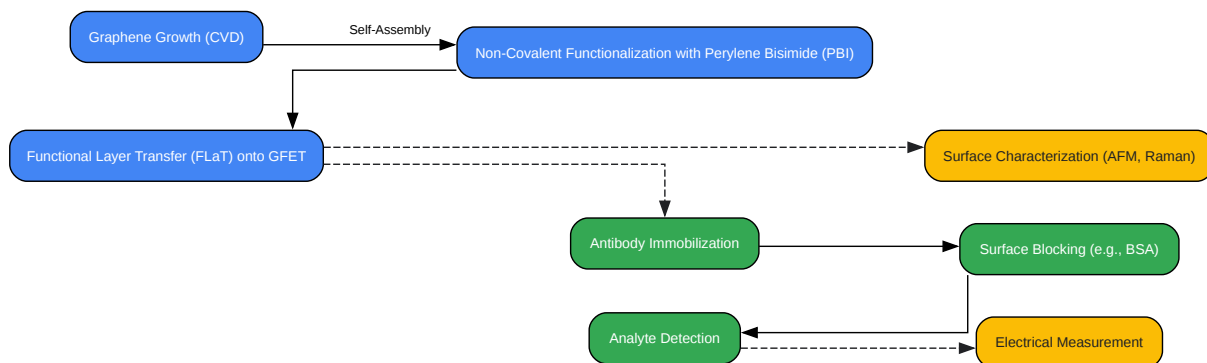 Graphene Growth (CVD)
Self-Assembly
Non-Covalent Functionalization with Perylene Bisimide (PBI)
Functional Layer Transfer (FLaT) onto GFET
Surface Characterization (AFM, Raman)
Antibody Immobilization
Surface Blocking (e.g., BSA)
Analyte Detection
Electrical Measurement